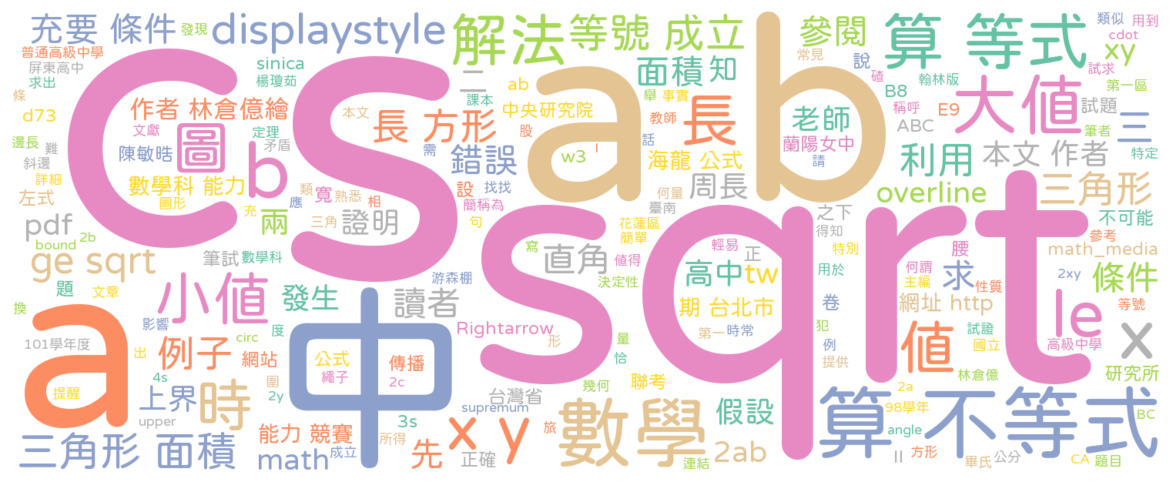 充要 條件
發現
displaystyle
解法
等號 成立
參閱
算 等式
類似
用到
cdot
xy
普通高級中學
屏東高中
求出
sinica
楊瓊茹
二
ab
面積
知
常見
說
碴
翰林版
試求
第一區
條
d73
作者 林倉億繪
文獻
定理
矛盾
本文
課本
中央研究院
舉
事實
教師
老師
B8
稱呼
E9
大值
試題
筆者
三
邊長
難
斜邊
詳細
左式
陳敏晧
圖
b
長 方形
股
話
長
w3
l
海龍 公式
蘭陽女中
請
ABC
利用
本文 作者
特定
數學科 能力
圓形
類
應
寬
熟悉
需
設
相
錯誤
找找
簡稱為
句
周長
何量
臺南
overline
三角形
CS
a b
sqrt
pdf
bound
2b
充
兩
三角
證明
寫
花蓮區
簡單
之下
得知
不可能
參考
ge sqrt
筆試
數學科
直角
值得
決定性
輕易
正
高中
tw
用於
特別
何謂
主編
腰
求
性質
math_media
2xy
條件
題
文章
小值
發生
讀者
游森棚
期 台北市
卷
網址 http
等號
換
影響
度
circ
a
中
Rightarrow
形
量
恰
第一
時常
犯
例
提供
值
試證
國立
le
高級中學
x
101學年度
出
例子
網站
公式
傳播
繩子
2c
幾何
林倉億
研究所
提醒
4s
上界
時
圍
2y
3s
supremum
台灣省
聯考
假設
98學年
2a
算 不等式
upper
能力 競賽
所得
先
x y
旅
數學
2ab
angle
BC
三角形 面積
math
成立
正確
連結
ll
方形
畢氏
公分
CA
題目